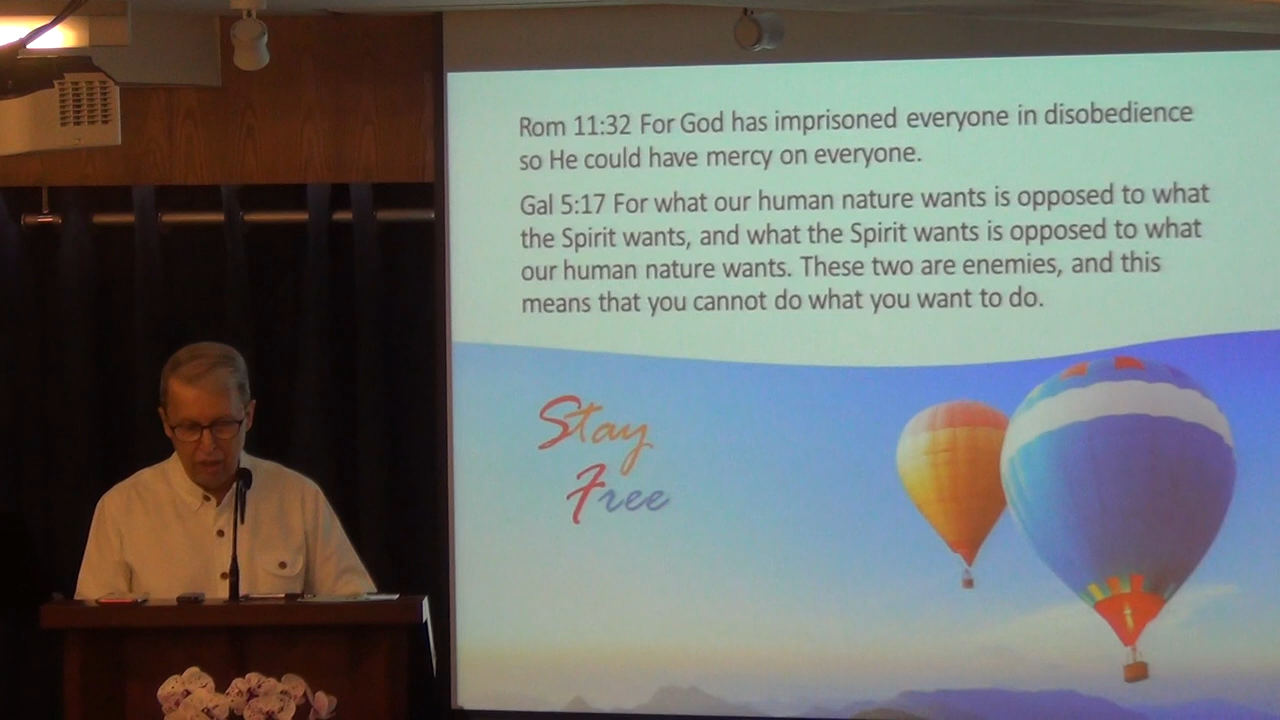 Rom 11:32 For God has imprisoned everyone in disobedience
so He could have mercy on everyone.
Gal 5:17 For what our human nature wants is opposed to what
the Spirit wants, and what the Spirit wants is opposed to what
our human nature wants. These two are enemies, and this
means that you cannot do what you want to do.
Stay
Free